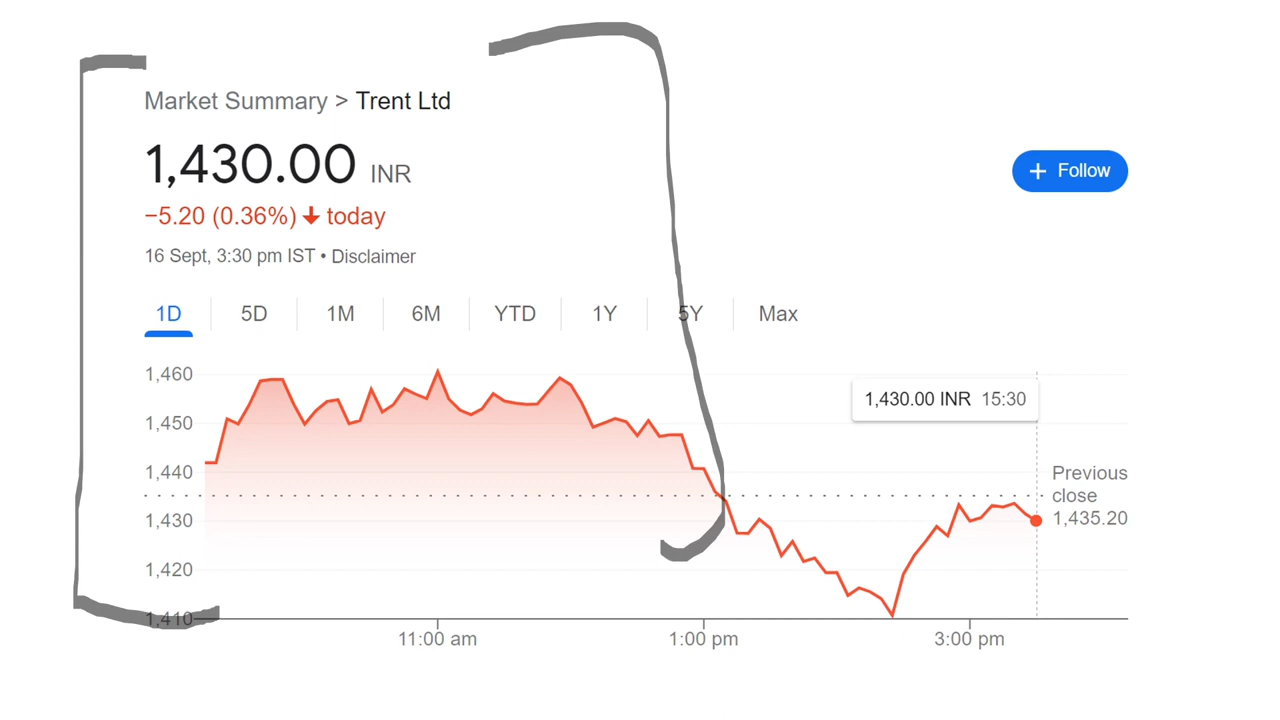 Market Summary > Trent Ltd
1,430.00 INR
+ Follow
−5.20 (0.36%) ↓ today
16 Sept, 3:30 pm IST • Disclaimer
1D 5D 1M 6M YTD 1Y 5Y Max
1,460
1,450
1,440
1,430
1,420
1,410
1,430.00 INR 15:30
Previous
close
1,435.20
11:00 am 1:00 pm 3:00 pm